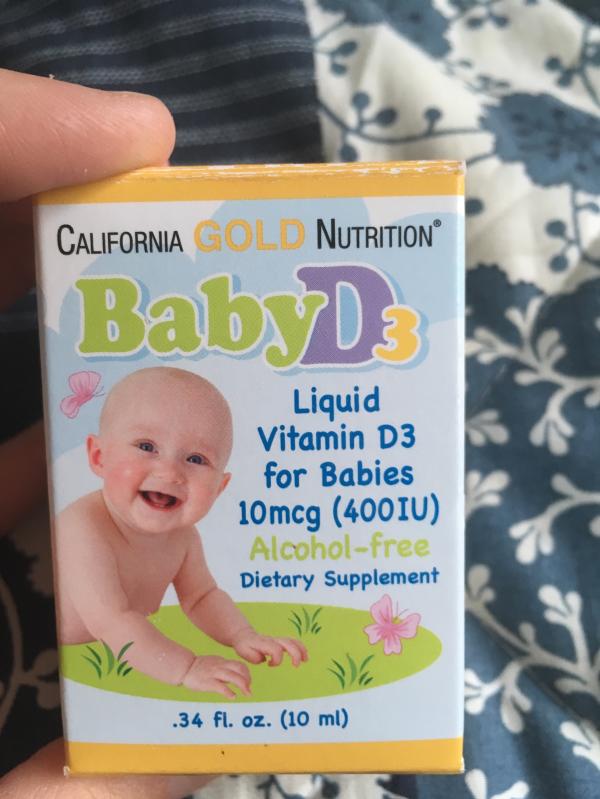 CALIFORNIA GOLD NUTRITION®
BabyD3
Liquid
Vitamin D3
for Babies
10mcg (400IU)
Alcohol-free
Dietary Supplement
.34 fl. oz. (10 ml)